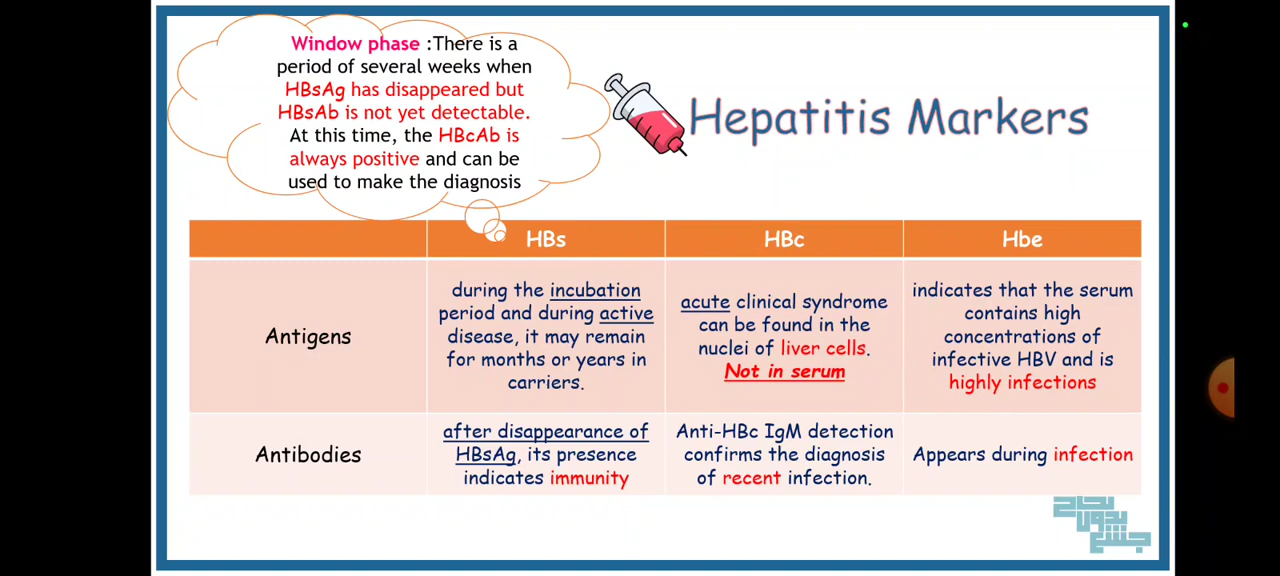 Window phase :There is a
period of several weeks when
HBsAg has disappeared but
HBsAb is not yet detectable.
At this time, the HBcAb is
always positive and can be
used to make the diagnosis
Hepatitis Markers
HBs
HBc
Hbe
Antigens
during the incubation
period and during active
disease, it may remain
for months or years in
carriers.
acute clinical syndrome
can be found in the
nuclei of liver cells.
Not in serum
indicates that the serum
contains high
concentrations of
infective HBV and is
highly infections
Antibodies
after disappearance of
HBsAg, its presence
indicates immunity
Anti-HBc IgM detection
confirms the diagnosis
of recent infection.
Appears during infection